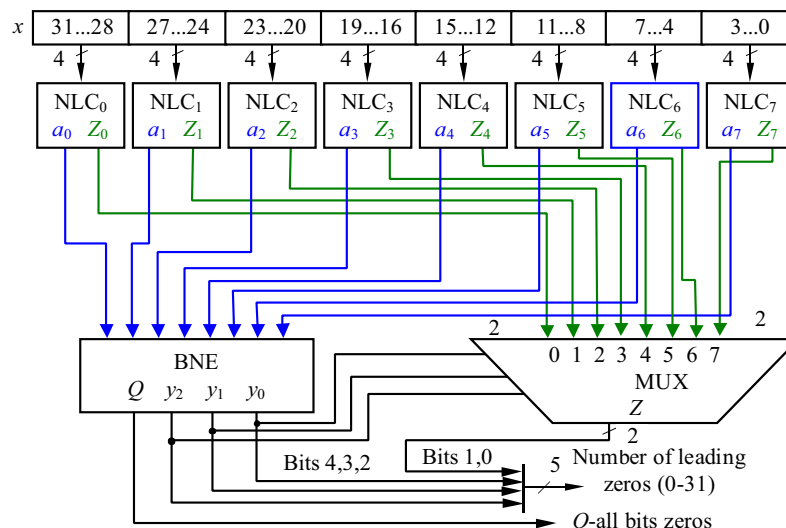 x 31...28 27...24 23...20 19...16 15...12 11...8 7...4 3...0
4 4 4 4 4 4 4 4
NLC₀ NLC₁ NLC₂ NLC₃ NLC₄ NLC₅ NLC₆ NLC₇
a₀ Z₀ a₁ Z₁ a₂ Z₂ a₃ Z₃ a₄ Z₄ a₅ Z₅ a₆ Z₆ a₇ Z₇
2 2
0 1 2 3 4 5 6 7
BNE
MUX
Q y₂ y₁ y₀
Z
2
Bits 4,3,2
Bits 1,0
5
Number of leading
zeros (0-31)
Q-all bits zeros